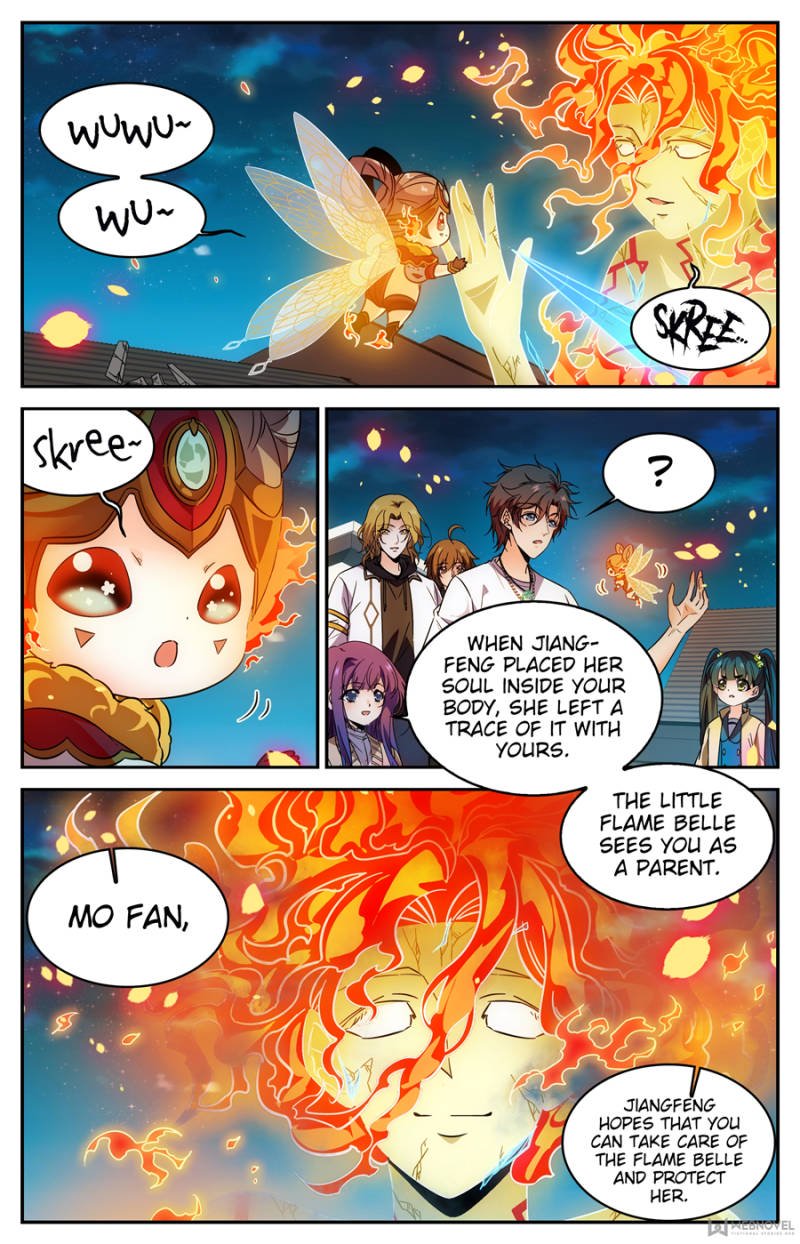 WUWU~
WU~
SKREE...
Skree~
?
WHEN JIANG-
FENG PLACED HER
SOUL INSIDE YOUR
BODY, SHE LEFT A
TRACE OF IT WITH
YOURS.
THE LITTLE
FLAME BELLE
SEES YOU AS
A PARENT.
MO FAN,
JIANGFENG
HOPES THAT YOU
CAN TAKE CARE OF
THE FLAME BELLE
AND PROTECT
HER.
WEBNOVEL